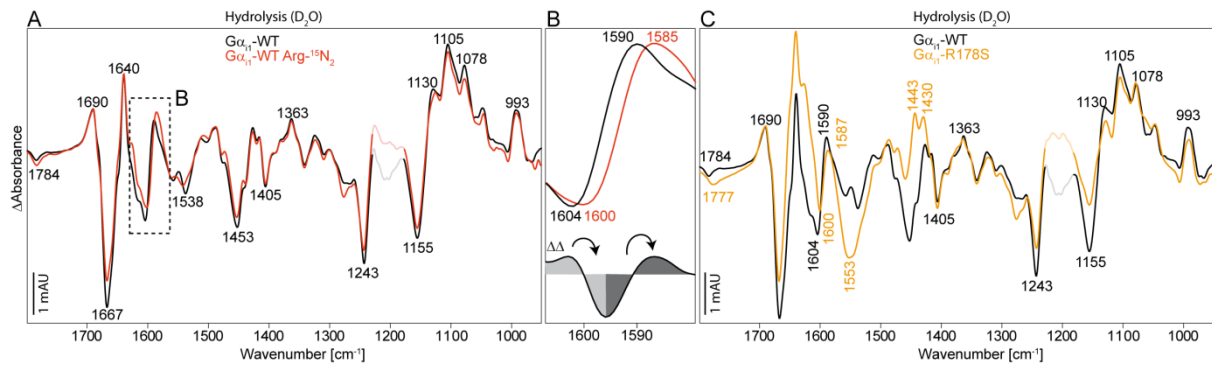 A
Hydrolysis (D₂O)
Gαi1-WT
Gαi1-WT Arg-¹⁵N₂
1105
1078
1130
993
1640
1690
B
1363
1784
1538
1405
1453
1155
1243
1667
ΔAbsorbance
1 mAU
1700 1600 1500 1400 1300 1200 1100 1000
Wavenumber [cm⁻¹]
B
1590
1585
1604
1600
ΔΔ
1600 1590
Wavenumber [cm⁻¹]
C
Hydrolysis (D₂O)
Gαi1-WT
Gαi1-R178S
1105
1078
1130
993
1443
1430
1690
1590
1587
1363
1784
1777
1405
1604
1600
1553
1155
1243
1 mAU
1700 1600 1500 1400 1300 1200 1100 1000
Wavenumber [cm⁻¹]